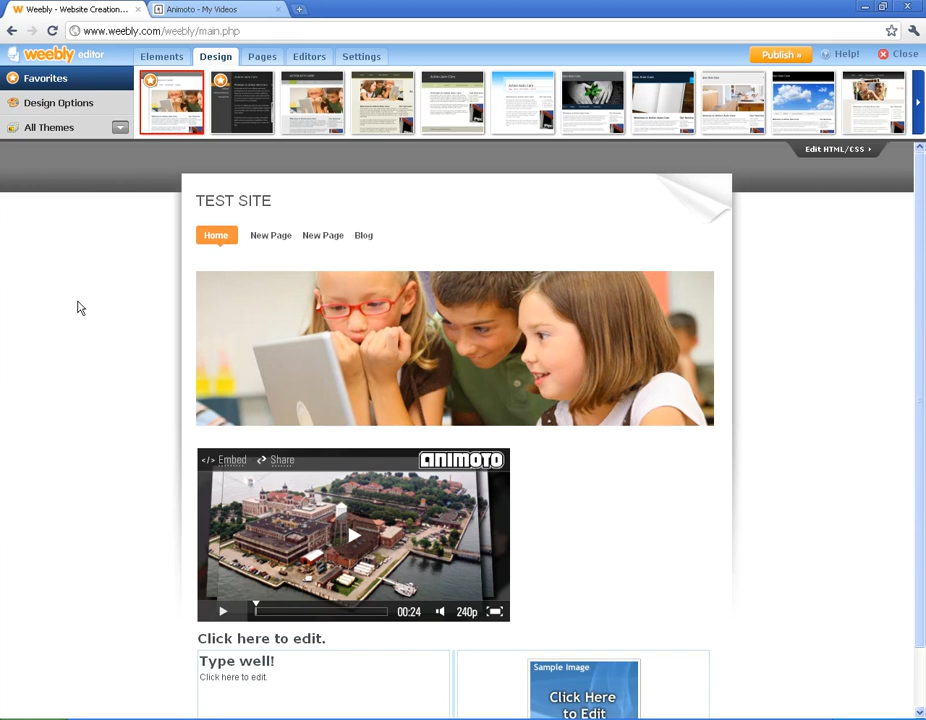 Weebly - Website Creation... Animoto - My Videos
www.weebly.com/weebly/main.php
weebly editor Elements Design Pages Editors Settings Publish » Help! Close
Favorites
Design Options
All Themes
Edit HTML/CSS
TEST SITE
Home New Page New Page Blog
</> Embed Share ANIMOTO
00:24 240p
Click here to edit.
Type well!
Click here to edit.
Sample Image
Click Here
to Edit